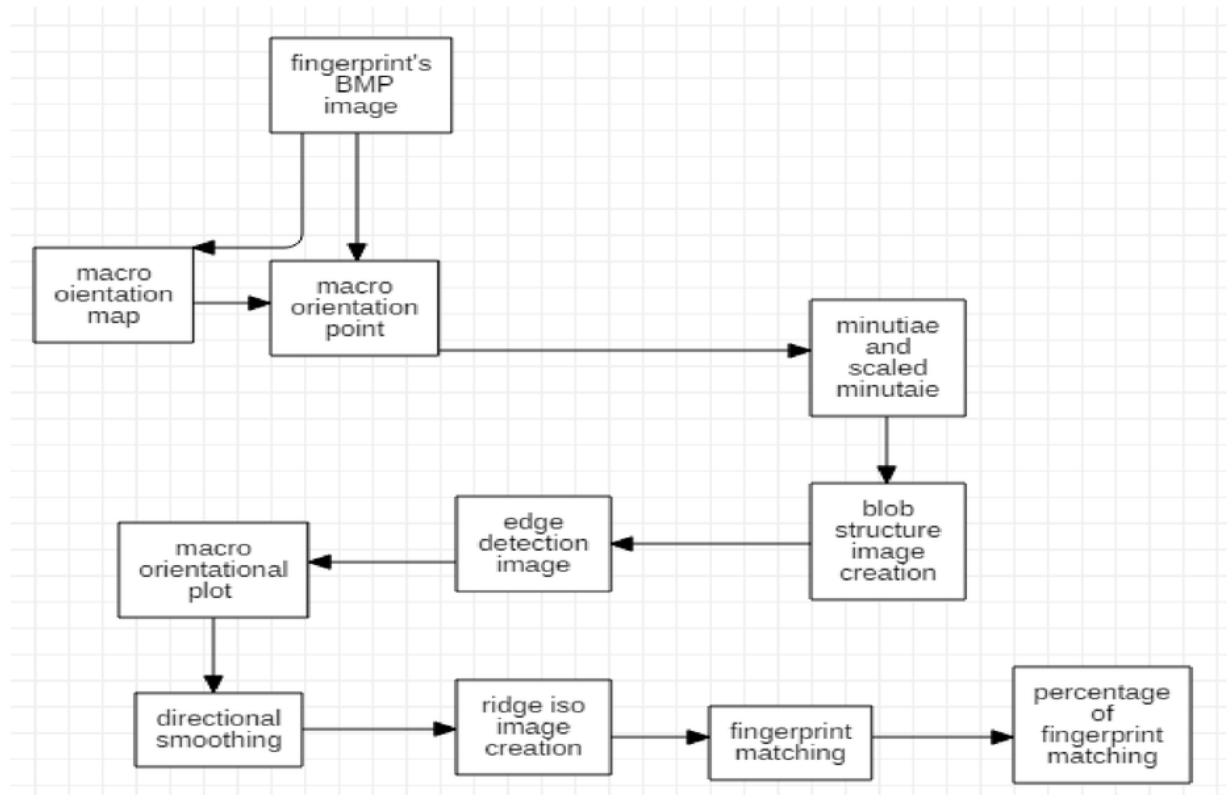 fingerprint's
BMP
image
macro
oientation
map
macro
orientation
point
minutiae
and
scaled
minutaie
blob
structure
image
creation
edge
detection
image
macro
orientational
plot
directional
smoothing
ridge iso
image
creation
fingerprint
matching
percentage
of
fingerprint
matching